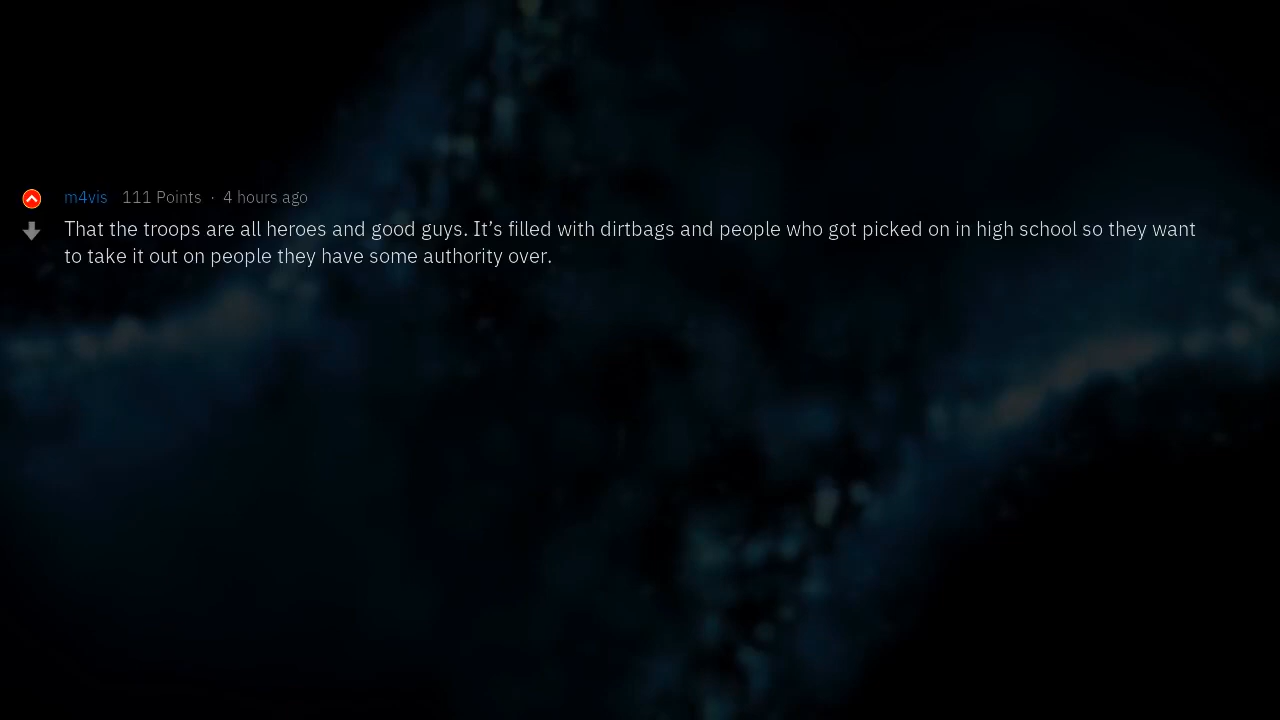 m4vis 111 Points · 4 hours ago
That the troops are all heroes and good guys. It’s filled with dirtbags and people who got picked on in high school so they want
to take it out on people they have some authority over.